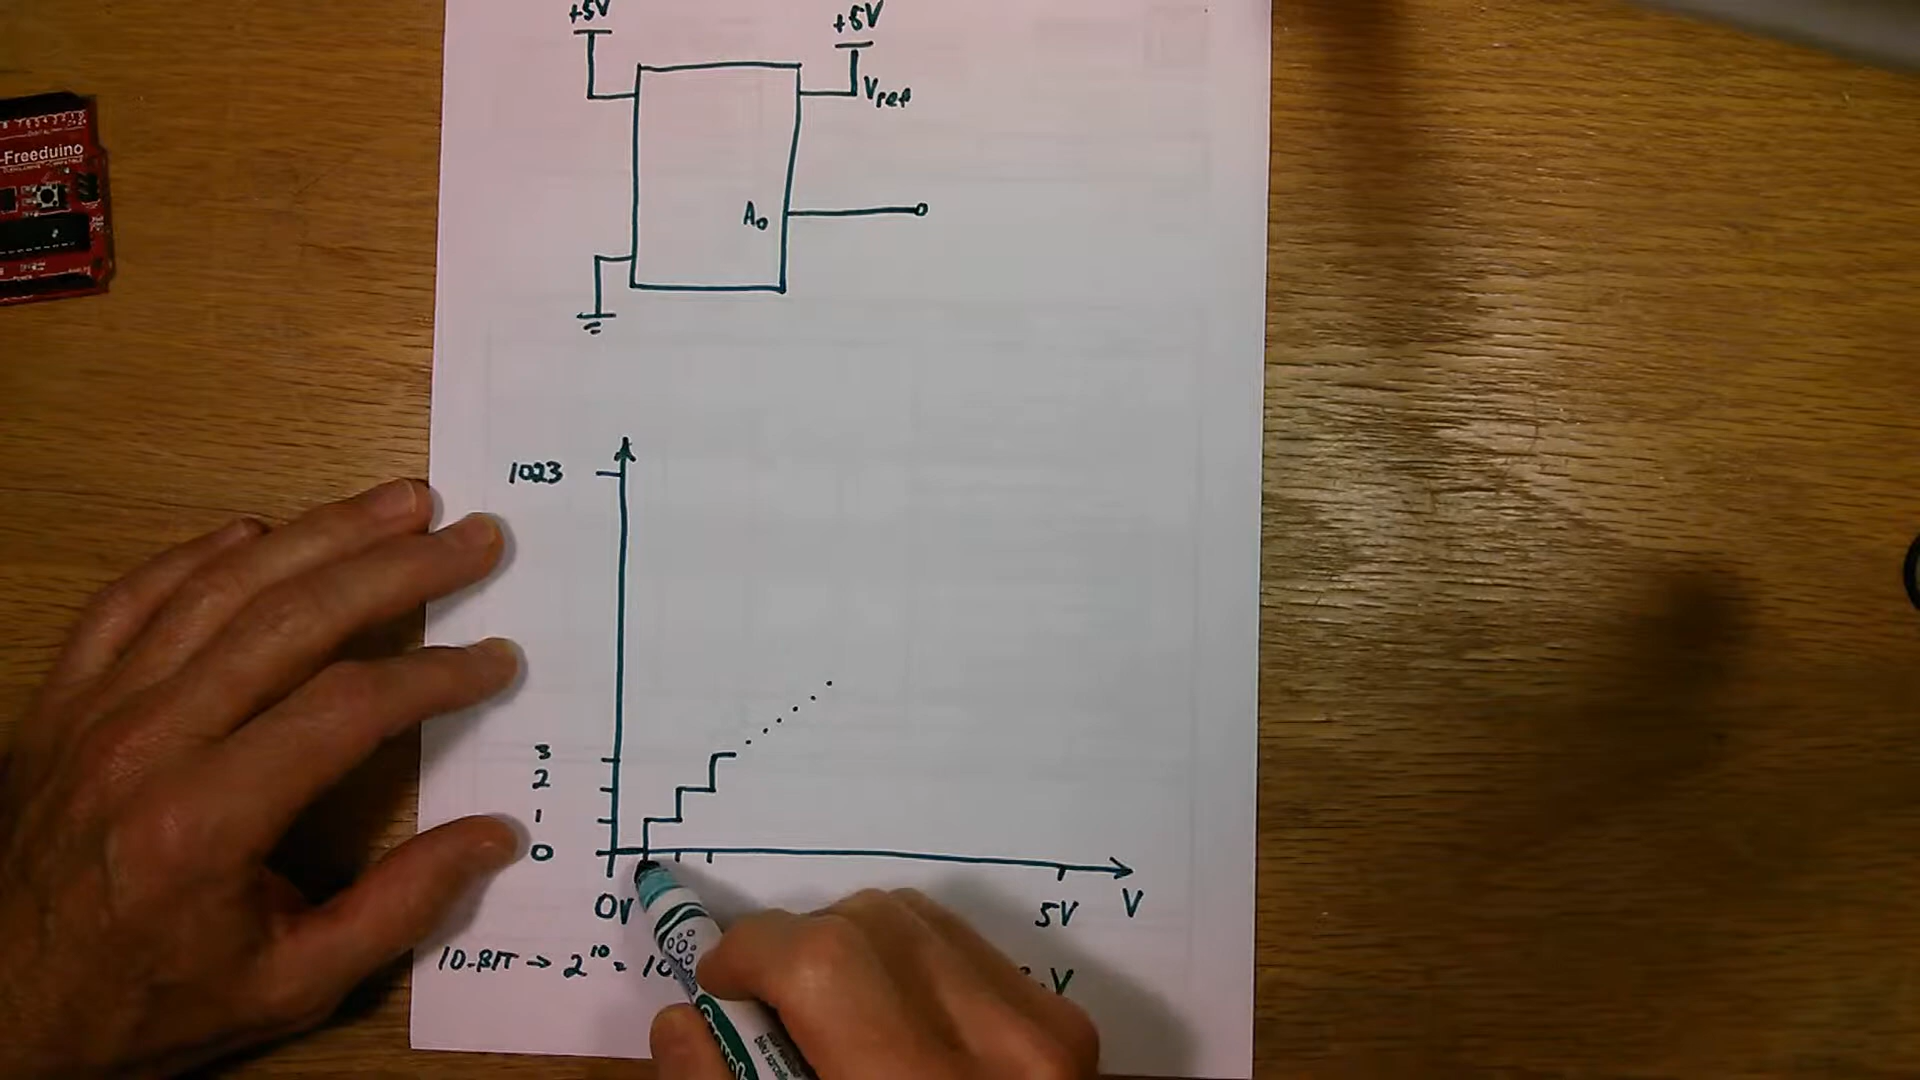 +5V
+5V
Vref
-Freeduino
A0
1023
3
2
1
0
0V
5V
V
10-BIT → 2^10 = 10
V